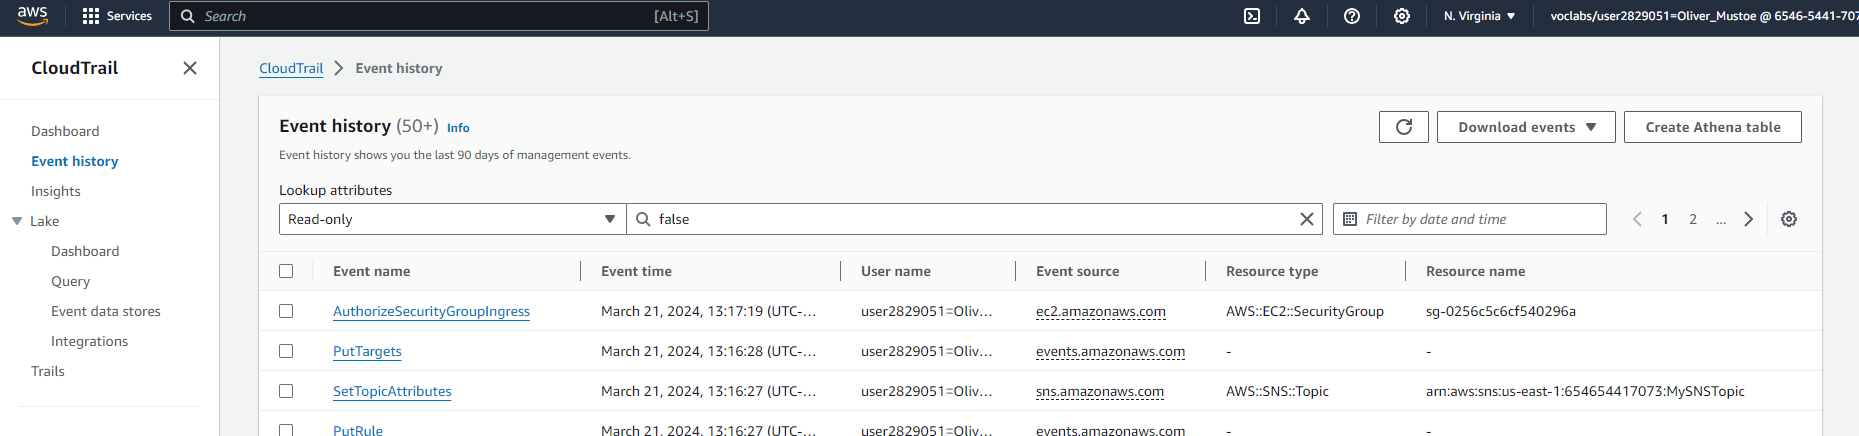 aws Services Search [Alt+S] N. Virginia voclabs/user2829051=Oliver_Mustoe @ 6546-5441-707
CloudTrail
Dashboard
Event history
Insights
Lake
Dashboard
Query
Event data stores
Integrations
Trails
CloudTrail Event history
Event history (50+) Info
Download events Create Athena table
Event history shows you the last 90 days of management events.
Lookup attributes
Read-only false Filter by date and time 1 2 ...
Event name Event time User name Event source Resource type Resource name
AuthorizeSecurityGroupIngress March 21, 2024, 13:17:19 (UTC-... user2829051=Oliv... ec2.amazonaws.com AWS::EC2::SecurityGroup sg-0256c5c6cf540296a
PutTargets March 21, 2024, 13:16:28 (UTC-... user2829051=Oliv... events.amazonaws.com - -
SetTopicAttributes March 21, 2024, 13:16:27 (UTC-... user2829051=Oliv... sns.amazonaws.com AWS::SNS::Topic arn:aws:sns:us-east-1:654654417073:MySNSTopic
PutRule March 21, 2024, 13:16:27 (UTC-... user2829051=Oliv... events.amazonaws.com - -